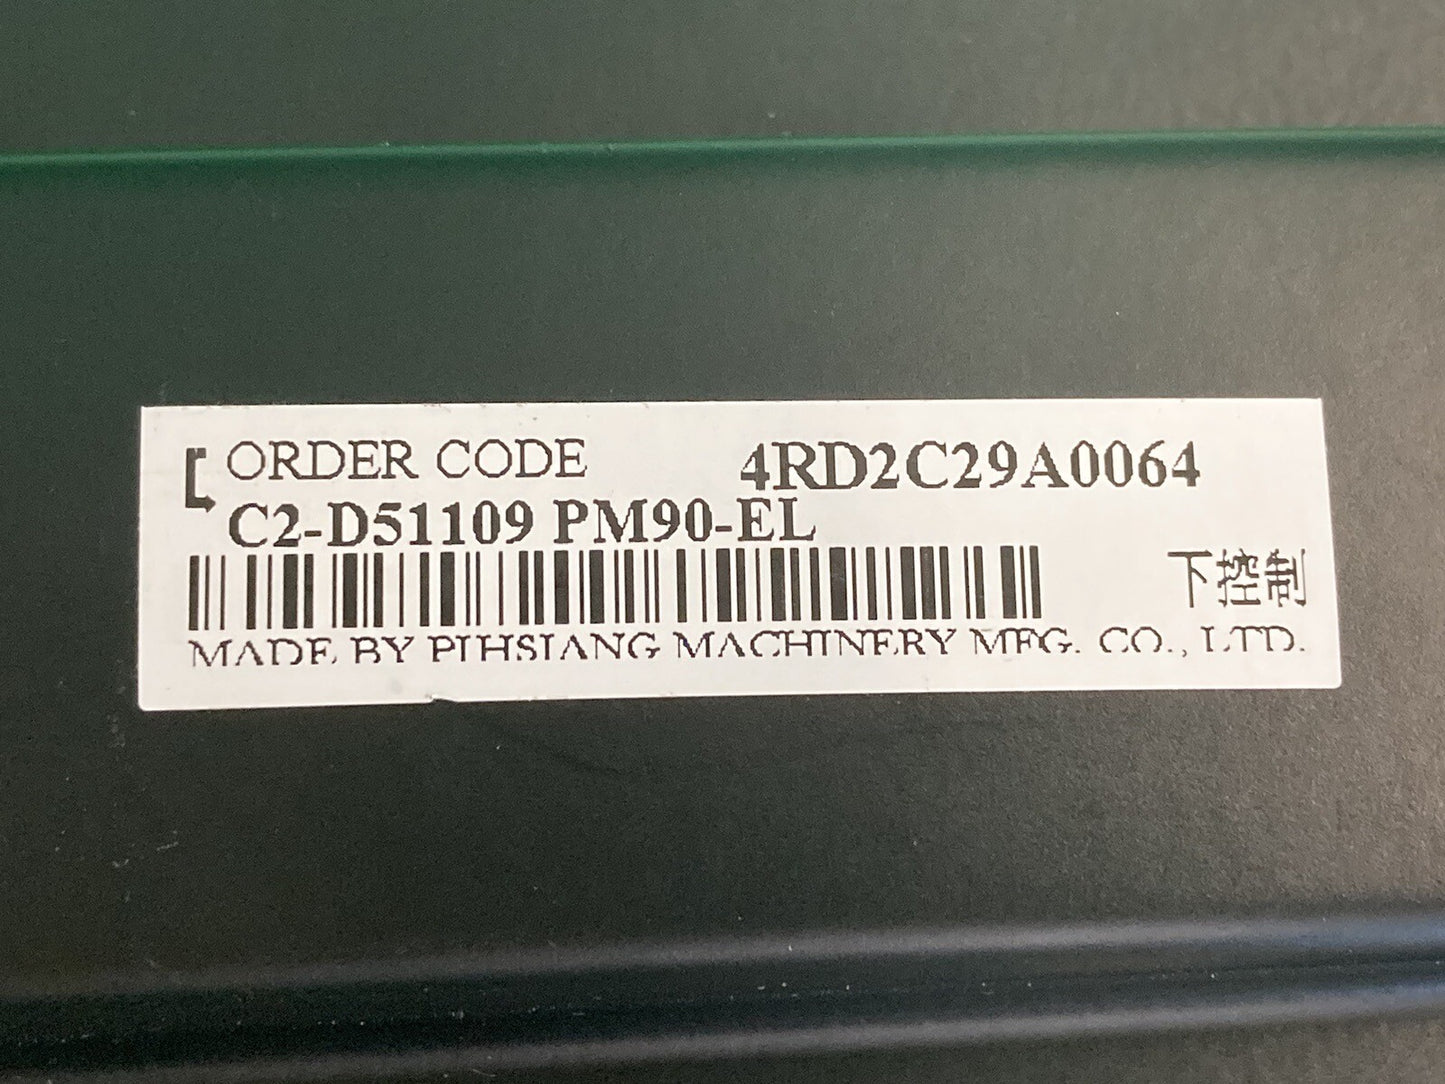 ORDER CODE 4RD2C29A0064
C2-D51109 PM90-EL
下控制
MADE BY PIHSIANG MACHINERY MFG. CO., LTD.